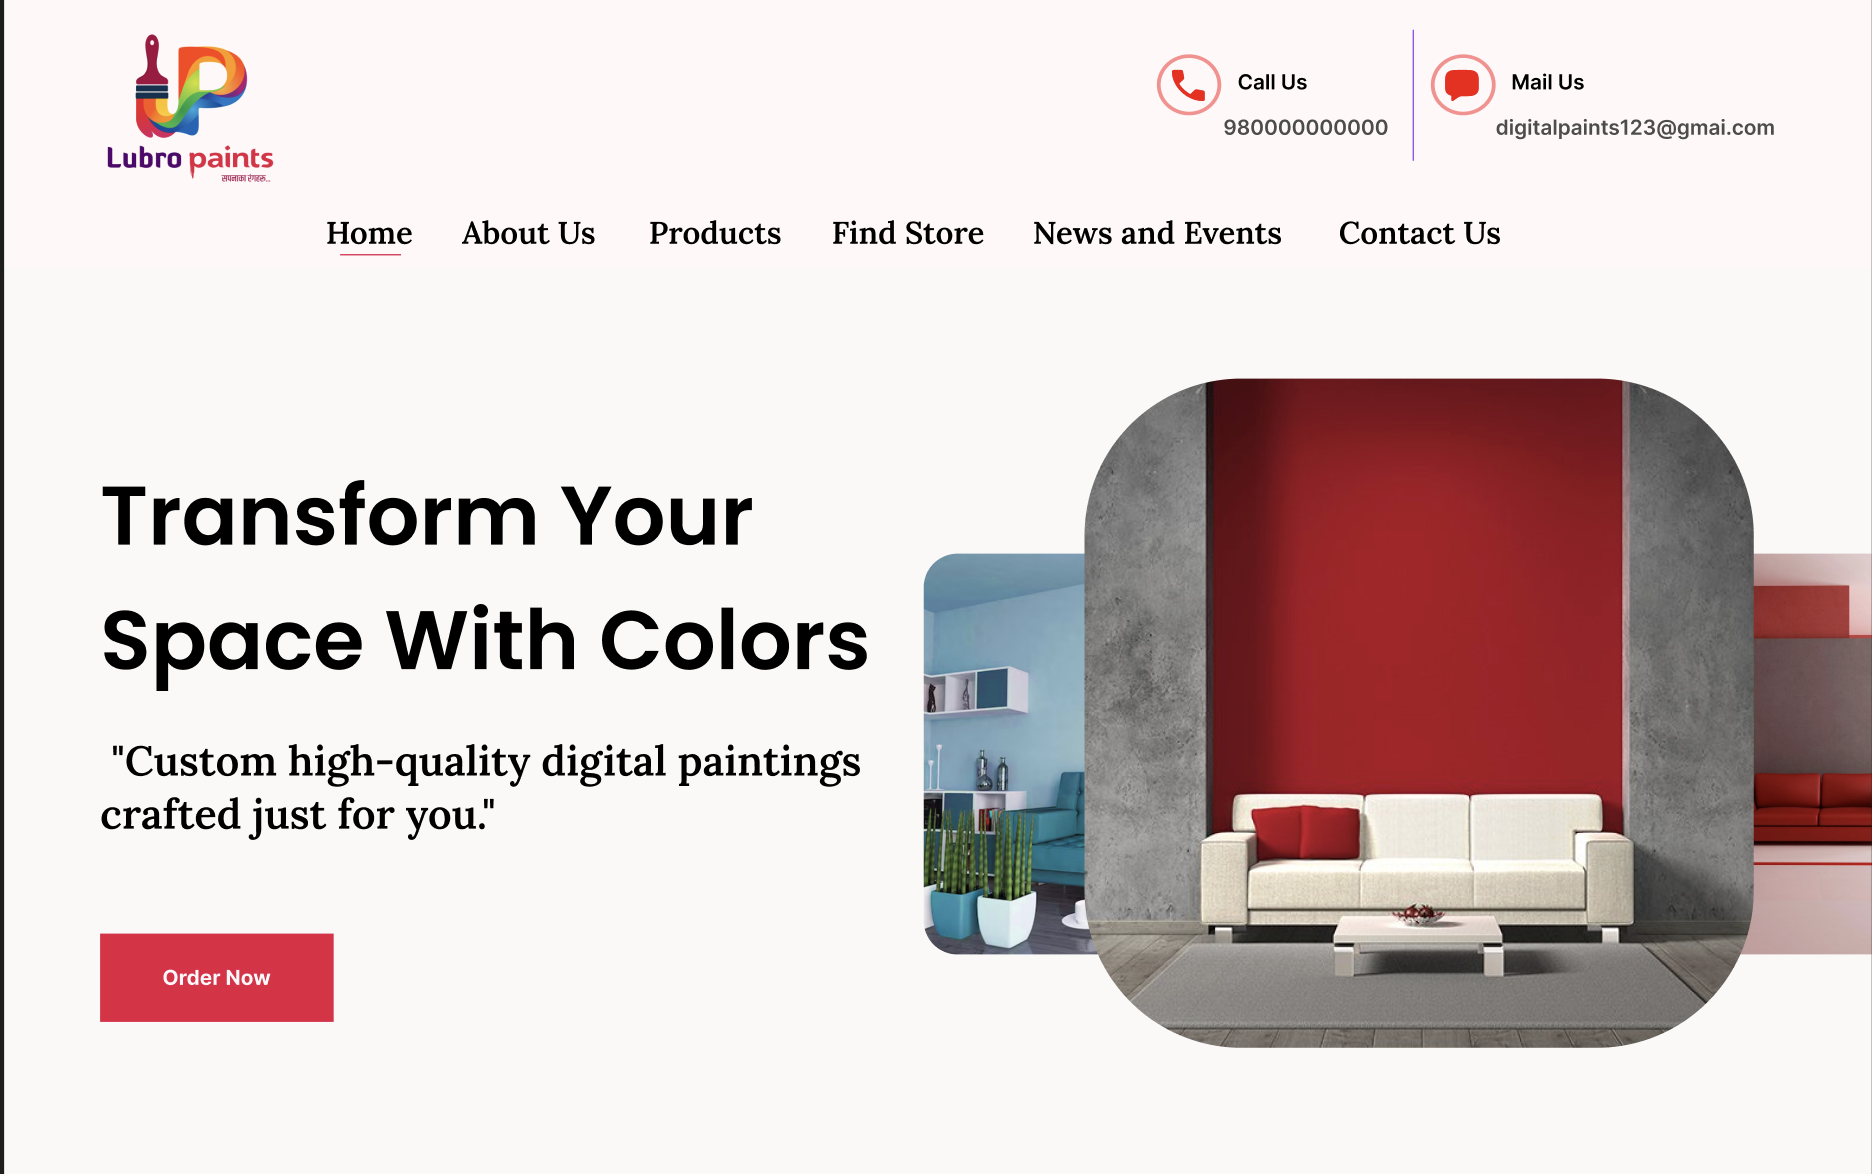 Lubro paints
सपनाका रंगहरू...
Call Us
980000000000
Mail Us
digitalpaints123@gmai.com
Home About Us Products Find Store News and Events Contact Us
Transform Your
Space With Colors
"Custom high-quality digital paintings
crafted just for you."
Order Now